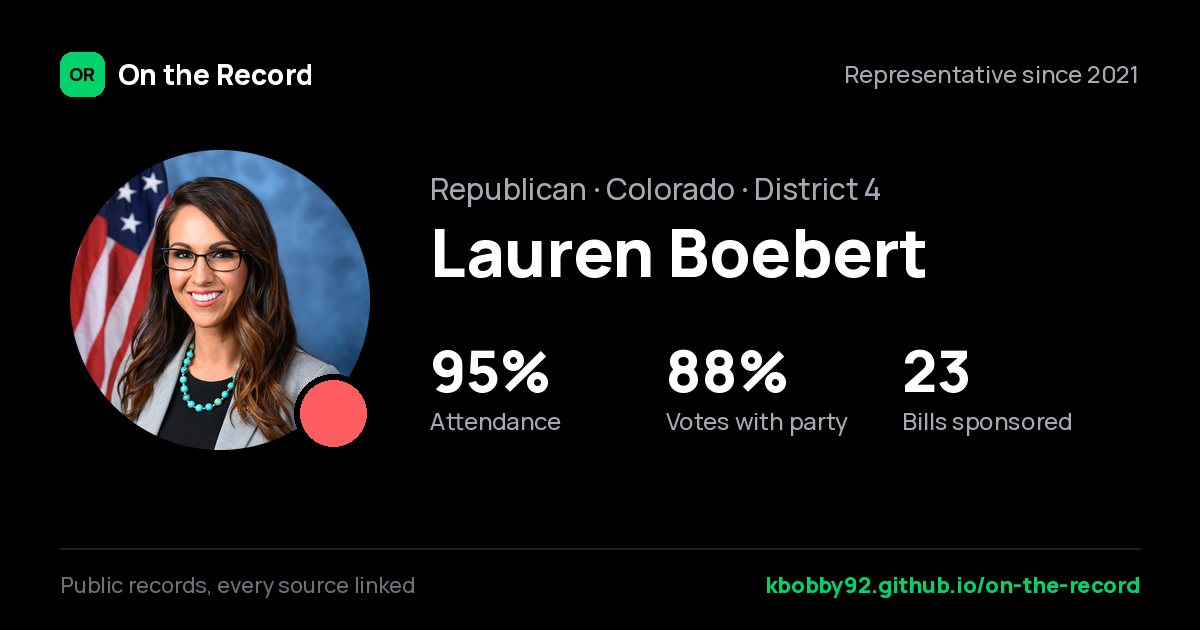 OR On the Record
Representative since 2021
Republican · Colorado · District 4
Lauren Boebert
95% 88% 23
Attendance Votes with party Bills sponsored
Public records, every source linked
kbobby92.github.io/on-the-record